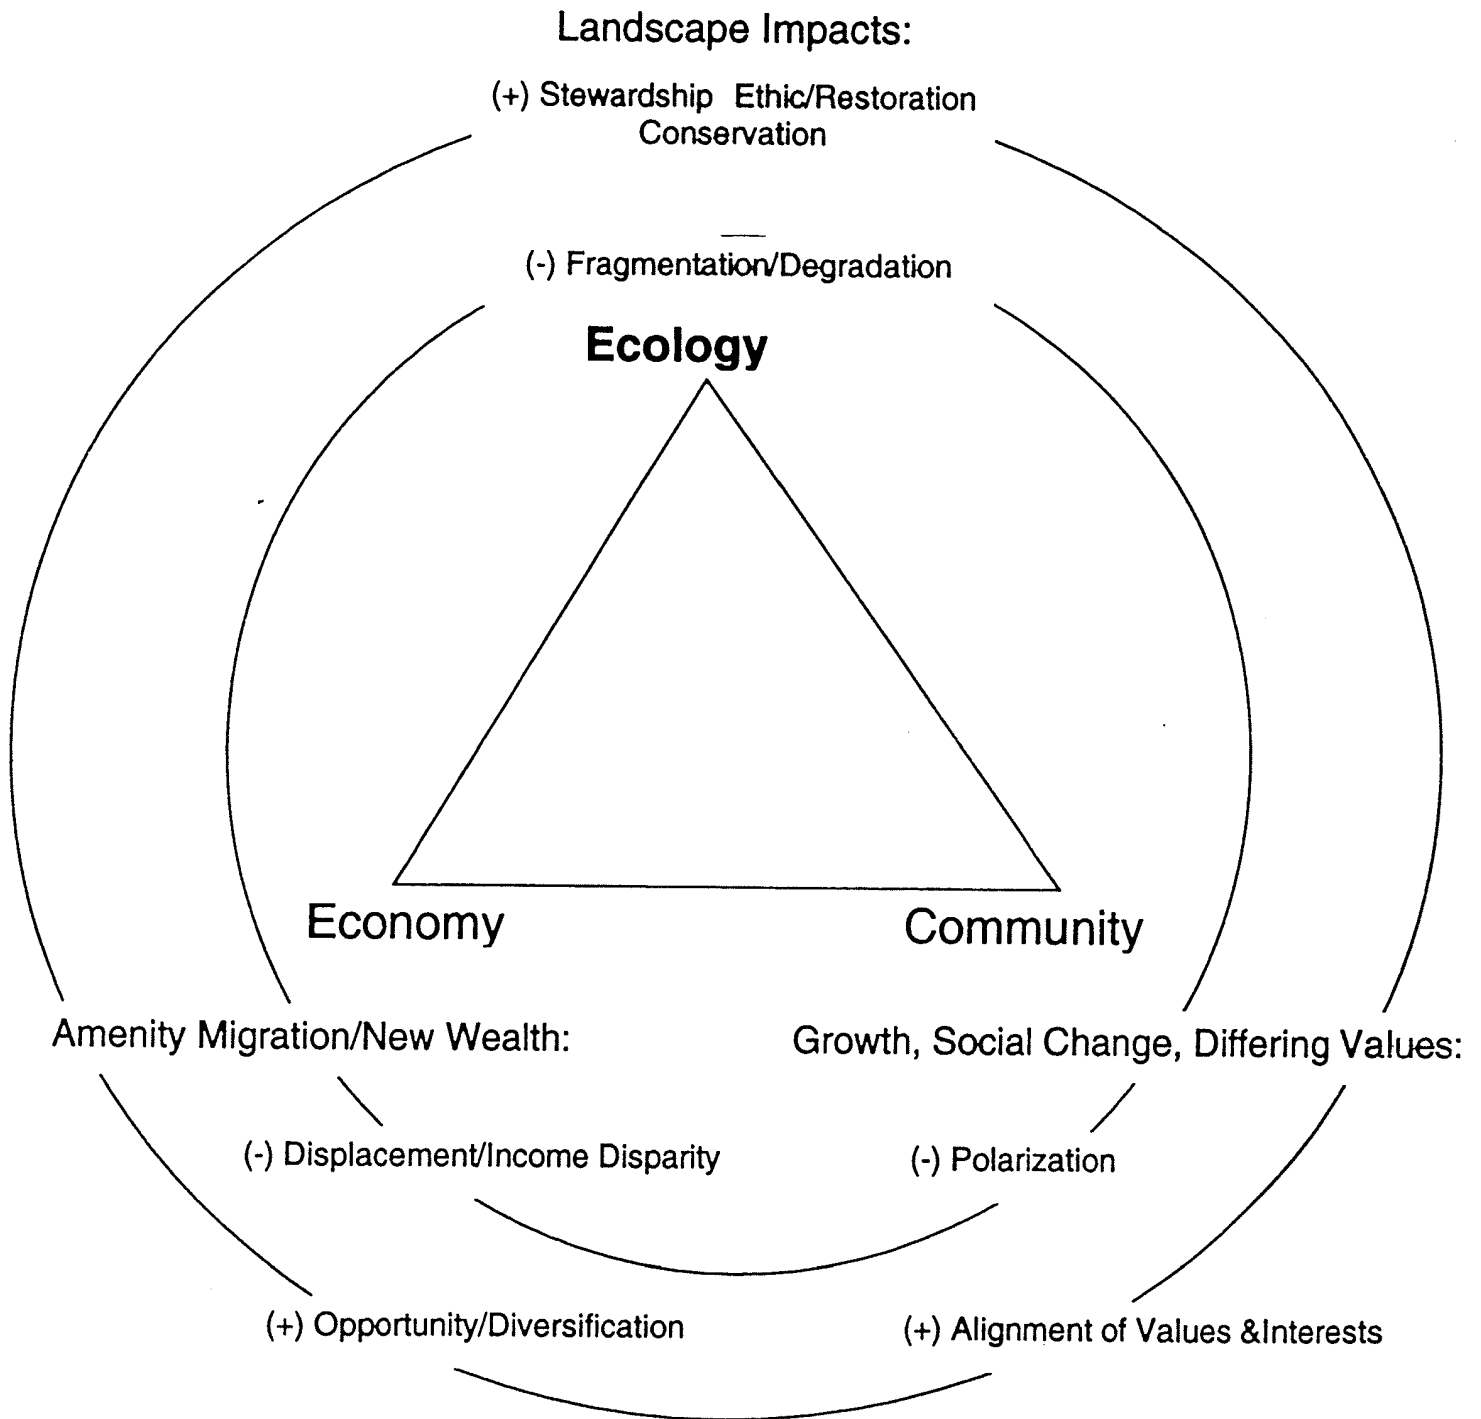 Landscape Impacts:
(+) Stewardship Ethic/Restoration
Conservation
(-) Fragmentation/Degradation
Ecology
Economy
Community
Amenity Migration/New Wealth:
Growth, Social Change, Differing Values:
(-) Displacement/Income Disparity
(-) Polarization
(+) Opportunity/Diversification
(+) Alignment of Values &Interests